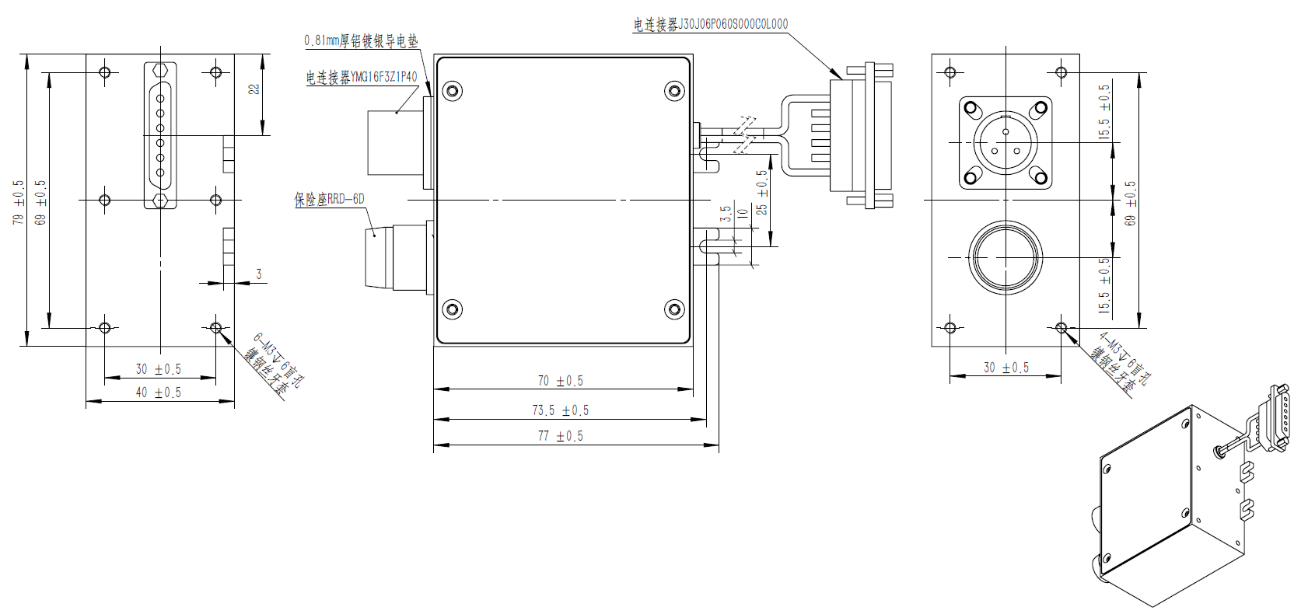 电连接器J30J06P060S000C0L000
0.81mm厚铝镀银导电垫
电连接器YMG16F3Z1P40
保险座RRD-6D
79 ±0.5
69 ±0.5
22
3
6-M3↧6盲孔
镶钢丝牙套
30 ±0.5
40 ±0.5
3.5
10
25 ±0.5
70 ±0.5
73.5 ±0.5
77 ±0.5
15.5 ±0.5
69 ±0.5
15.5 ±0.5
4-M3↧6盲孔
镶钢丝牙套
30 ±0.5